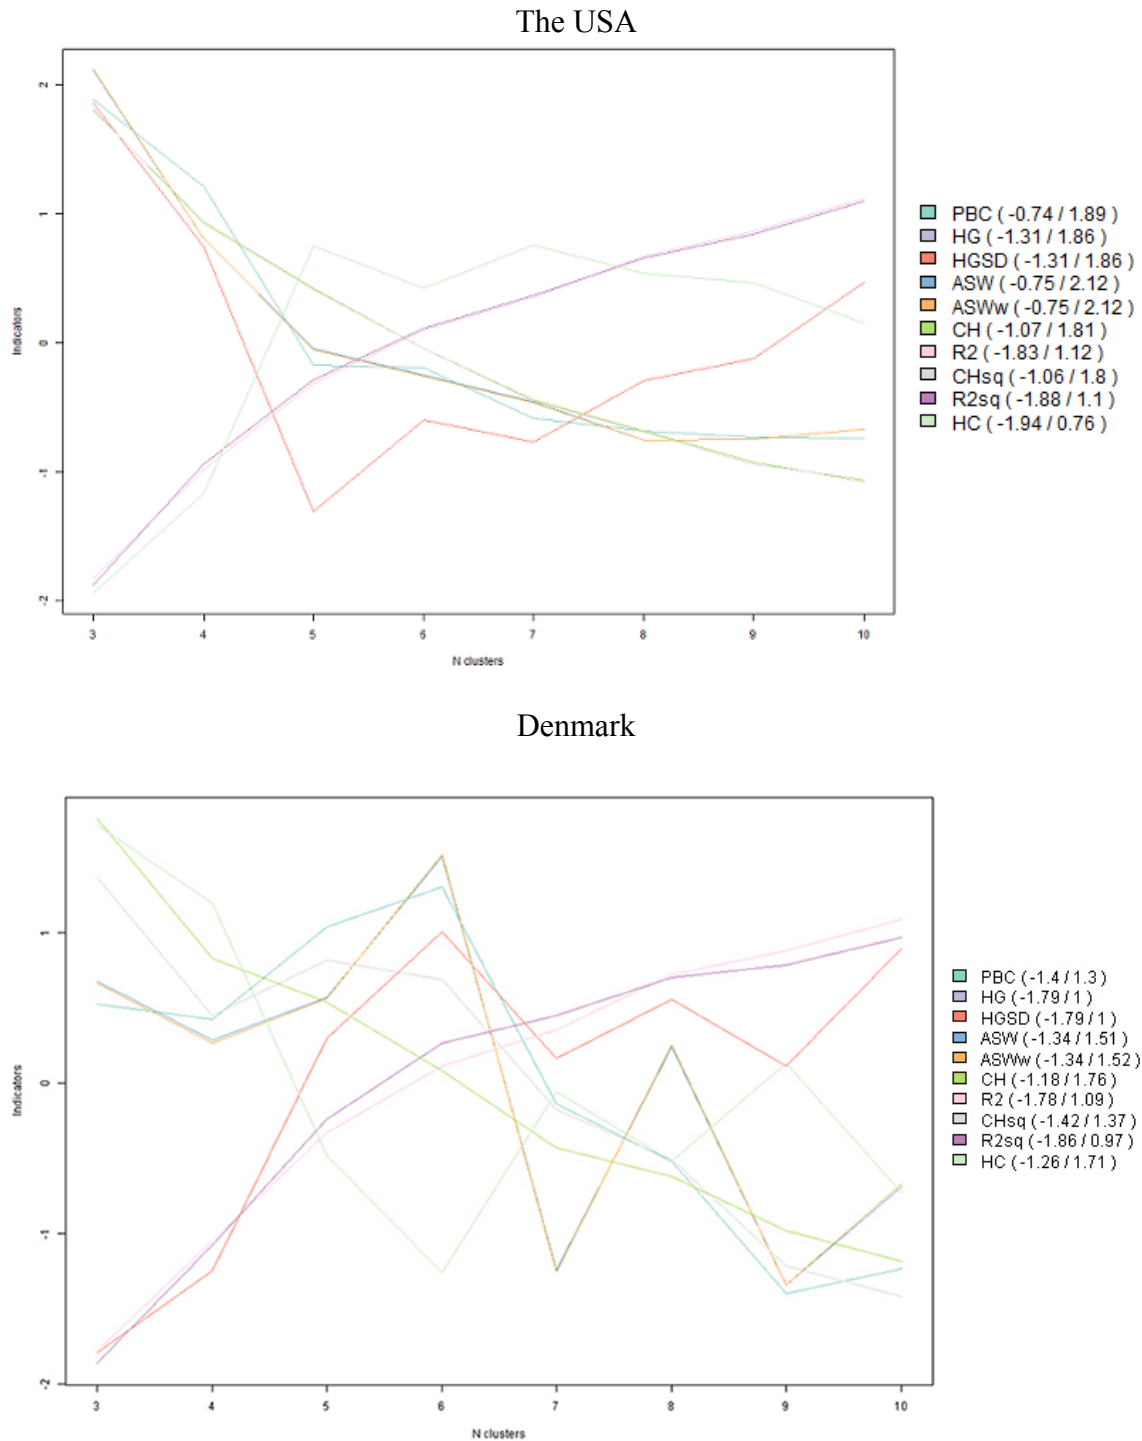 The USA
2
1
0
-1
-2
Indicators
3 4 5 6 7 8 9 10
N clusters
PBC ( -0.74 / 1.89 )
HG ( -1.31 / 1.86 )
HGSD ( -1.31 / 1.86 )
ASW ( -0.75 / 2.12 )
ASWw ( -0.75 / 2.12 )
CH ( -1.07 / 1.81 )
R2 ( -1.83 / 1.12 )
CHsq ( -1.06 / 1.8 )
R2sq ( -1.88 / 1.1 )
HC ( -1.94 / 0.76 )
Denmark
1
0
-1
-2
Indicators
3 4 5 6 7 8 9 10
N clusters
PBC ( -1.4 / 1.3 )
HG ( -1.79 / 1 )
HGSD ( -1.79 / 1 )
ASW ( -1.34 / 1.51 )
ASWw ( -1.34 / 1.52 )
CH ( -1.18 / 1.76 )
R2 ( -1.78 / 1.09 )
CHsq ( -1.42 / 1.37 )
R2sq ( -1.86 / 0.97 )
HC ( -1.26 / 1.71 )